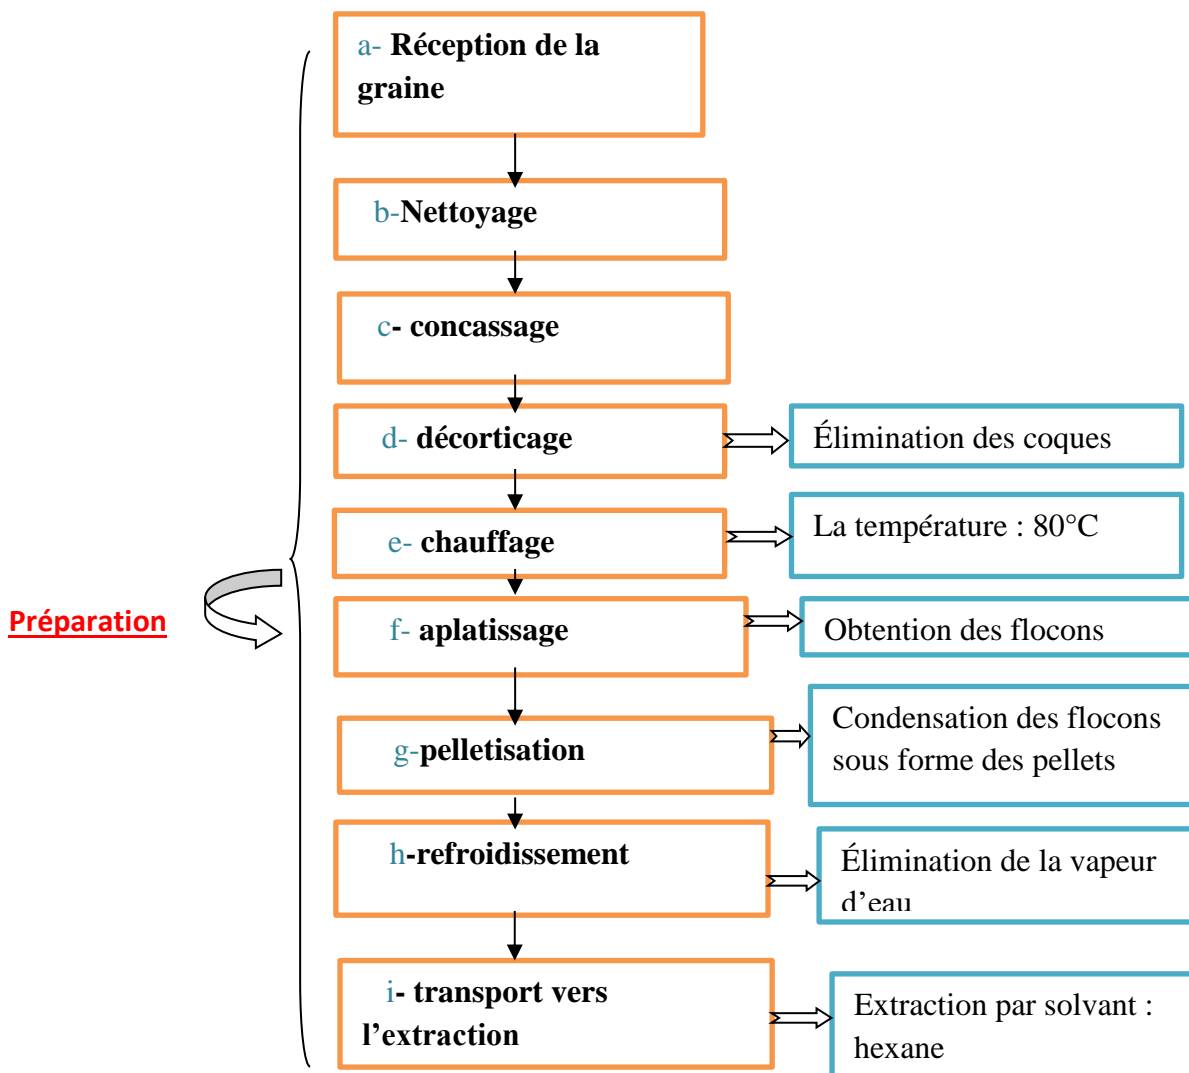 a- Réception de la
graine
b-Nettoyage
c- concassage
d- décorticage
Élimination des coques
e- chauffage
La température : 80°C
Préparation
f- aplatissage
Obtention des flocons
g-pelletisation
Condensation des flocons
sous forme des pellets
h-refroidissement
Élimination de la vapeur
d’eau
i- transport vers
l’extraction
Extraction par solvant :
hexane